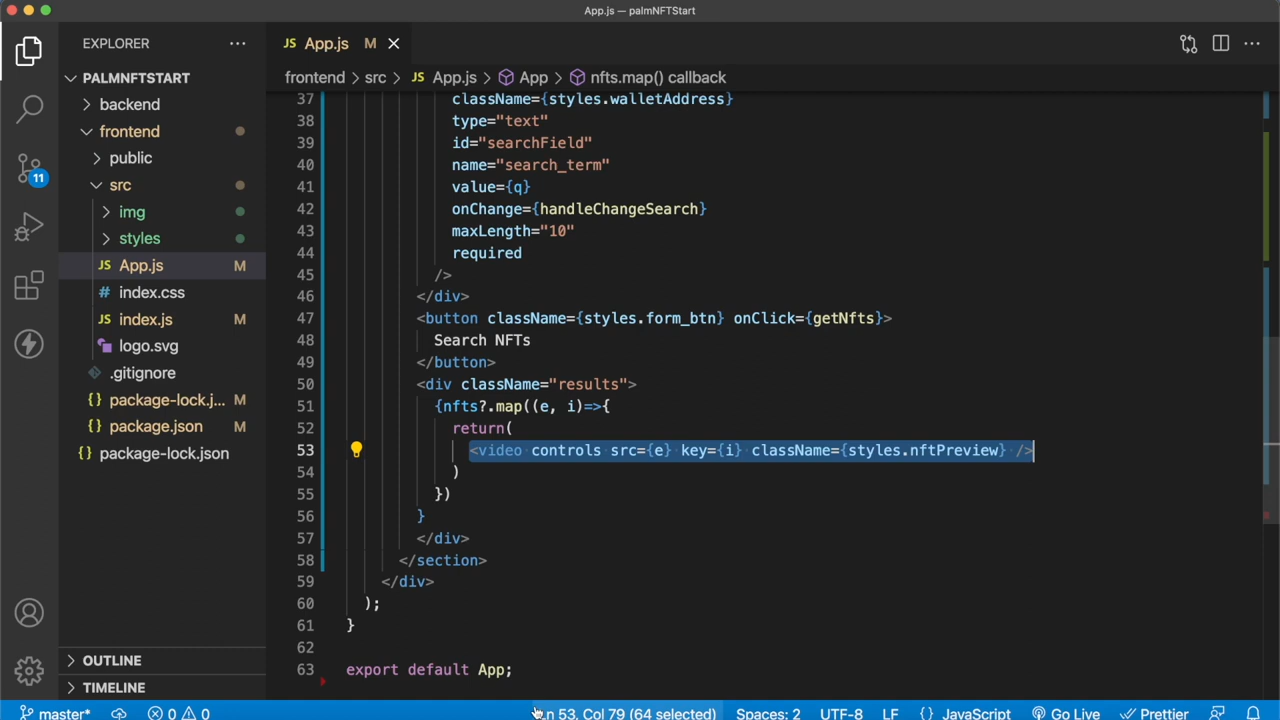 App.js — palmNFTStart
EXPLORER
JS App.js M
PALMNFTSTART
backend
frontend
public
src
img
styles
JS App.js M
# index.css
JS index.js M
logo.svg
.gitignore
{} package-lock.j... M
{} package.json M
{} package-lock.json
OUTLINE
TIMELINE
11
frontend > src > JS App.js > App > nfts.map() callback
37 className={styles.walletAddress}
38 type="text"
39 id="searchField"
40 name="search_term"
41 value={q}
42 onChange={handleChangeSearch}
43 maxLength="10"
44 required
45 />
46 </div>
47 <button className={styles.form_btn} onClick={getNfts}>
48 Search NFTs
49 </button>
50 <div className="results">
51 {nfts?.map((e, i)=>{
52 return(
53 <video controls src={e} key={i} className={styles.nftPreview} />
54 )
55 })
56 }
57 </div>
58 </section>
59 </div>
60 );
61 }
62
63 export default App;
master* 0 0 Ln 53, Col 79 (64 selected) Spaces: 2 UTF-8 LF {} JavaScript Go Live Prettier